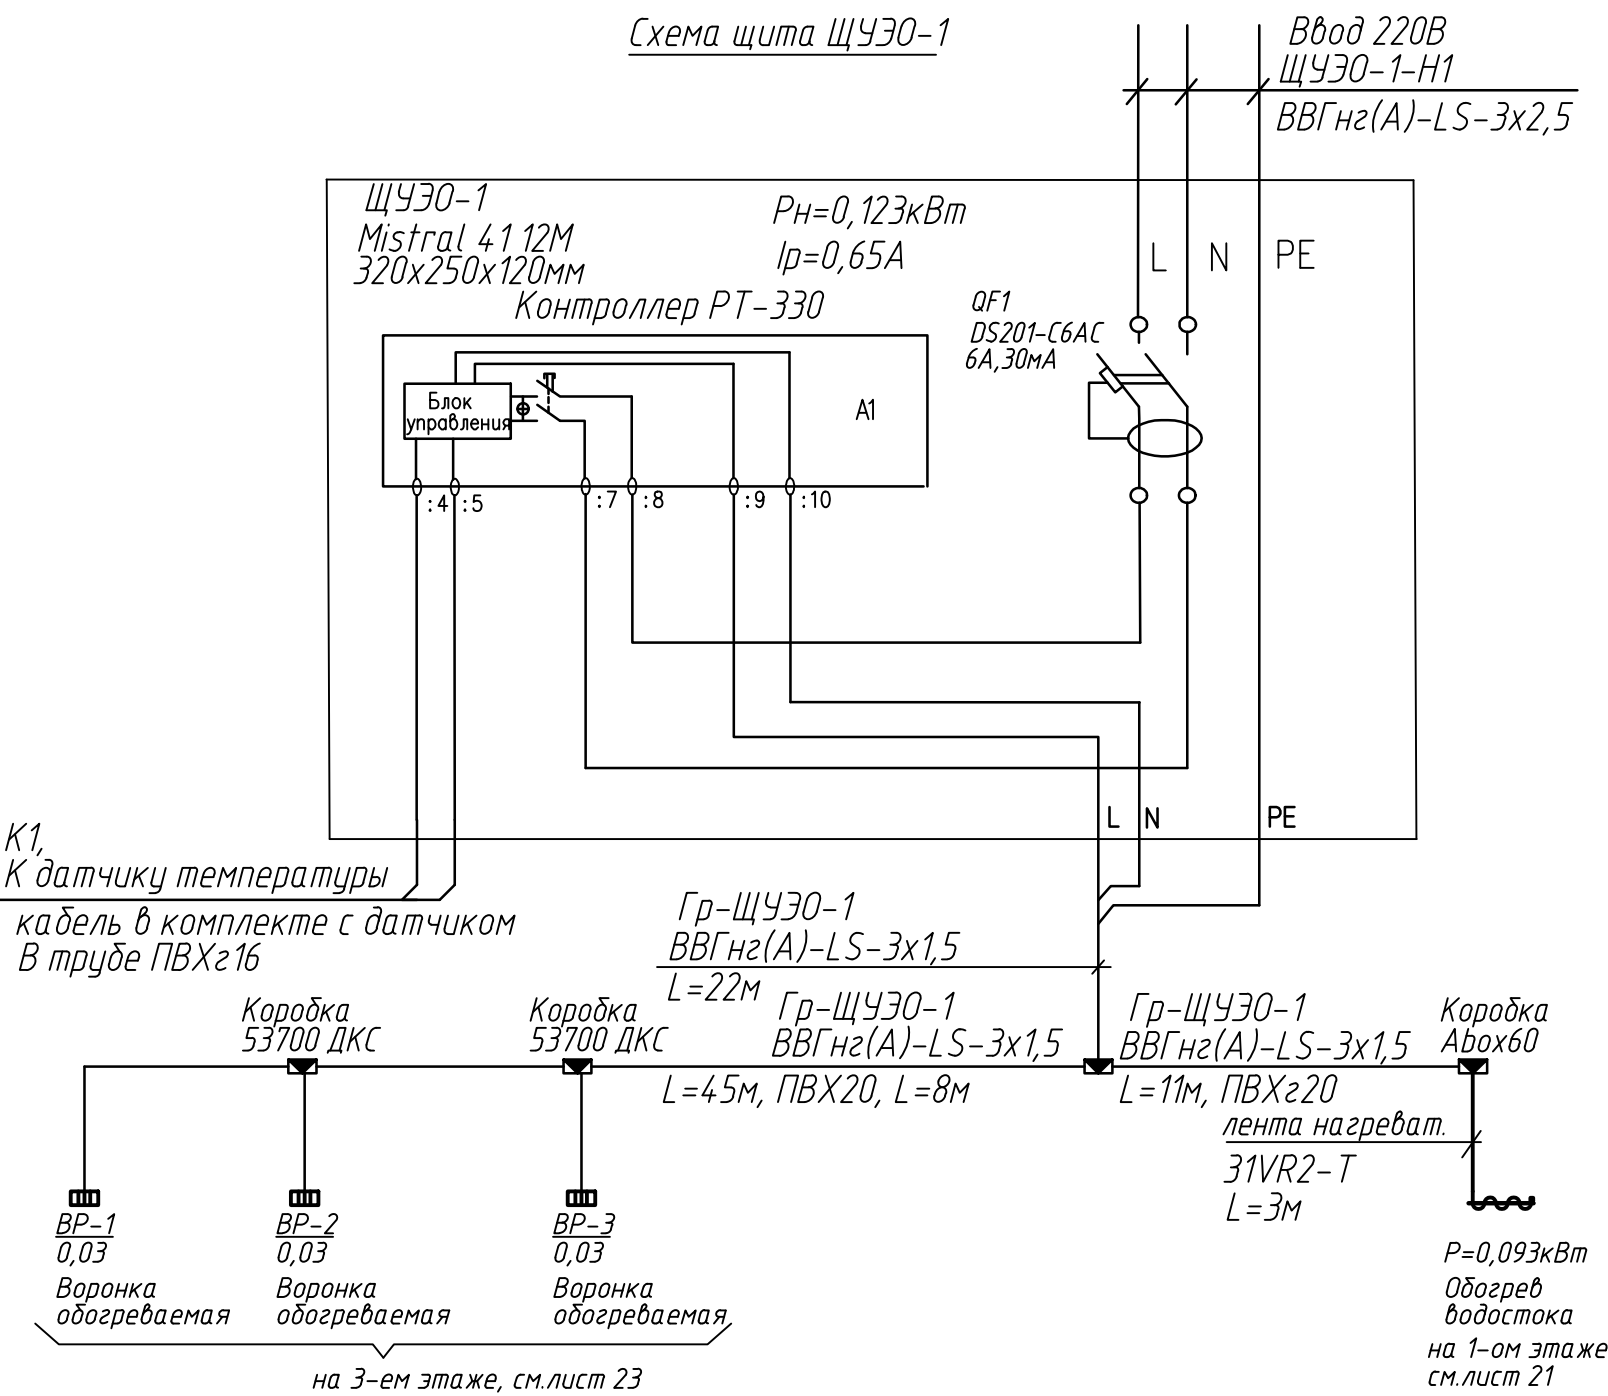 Схема щита ЩУЭО-1
Ввод 220В
ЩУЭО-1-Н1
ВВГнг(А)-LS-3х2,5
ЩУЭО-1
Mistral 41 12М
320х250х120мм
Рн=0,123кВт
Iр=0,65А
L N PE
Контроллер РТ-330
QF1
DS201-C6AC
6А,30мА
Блок
управления
А1
:4 :5 :7 :8 :9 :10
L N PE
К1,
К датчику температуры
кабель в комплекте с датчиком
В трубе ПВХг16
Гр-ЩУЭО-1
ВВГнг(А)-LS-3х1,5
L=22м
Коробка
53700 ДКС
Коробка
53700 ДКС
Гр-ЩУЭО-1
ВВГнг(А)-LS-3х1,5
L=45м, ПВХ20, L=8м
Гр-ЩУЭО-1
ВВГнг(А)-LS-3х1,5
L=11м, ПВХг20
Коробка
Abox60
лента нагреват.
31VR2-T
L=3м
ВР-1
0,03
Воронка
обогреваемая
ВР-2
0,03
Воронка
обогреваемая
ВР-3
0,03
Воронка
обогреваемая
на 3-ем этаже, см.лист 23
Р=0,093кВт
Обогрев
водостока
на 1-ом этаже
см.лист 21